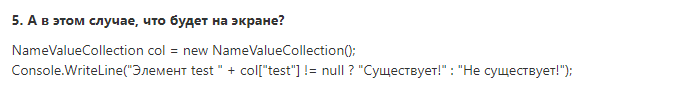 5. А в этом случае, что будет на экране?
NameValueCollection col = new NameValueCollection();
Console.WriteLine("Элемент test " + col["test"] != null ? "Существует!" : "Не существует!");